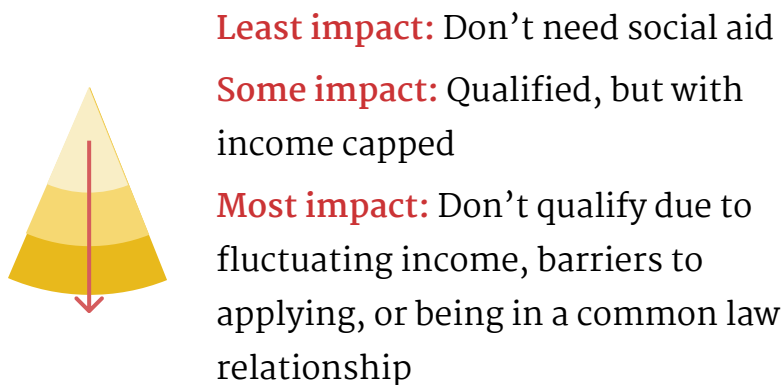 Least impact: Don’t need social aid
Some impact: Qualified, but with
income capped
Most impact: Don’t qualify due to
fluctuating income, barriers to
applying, or being in a common law
relationship